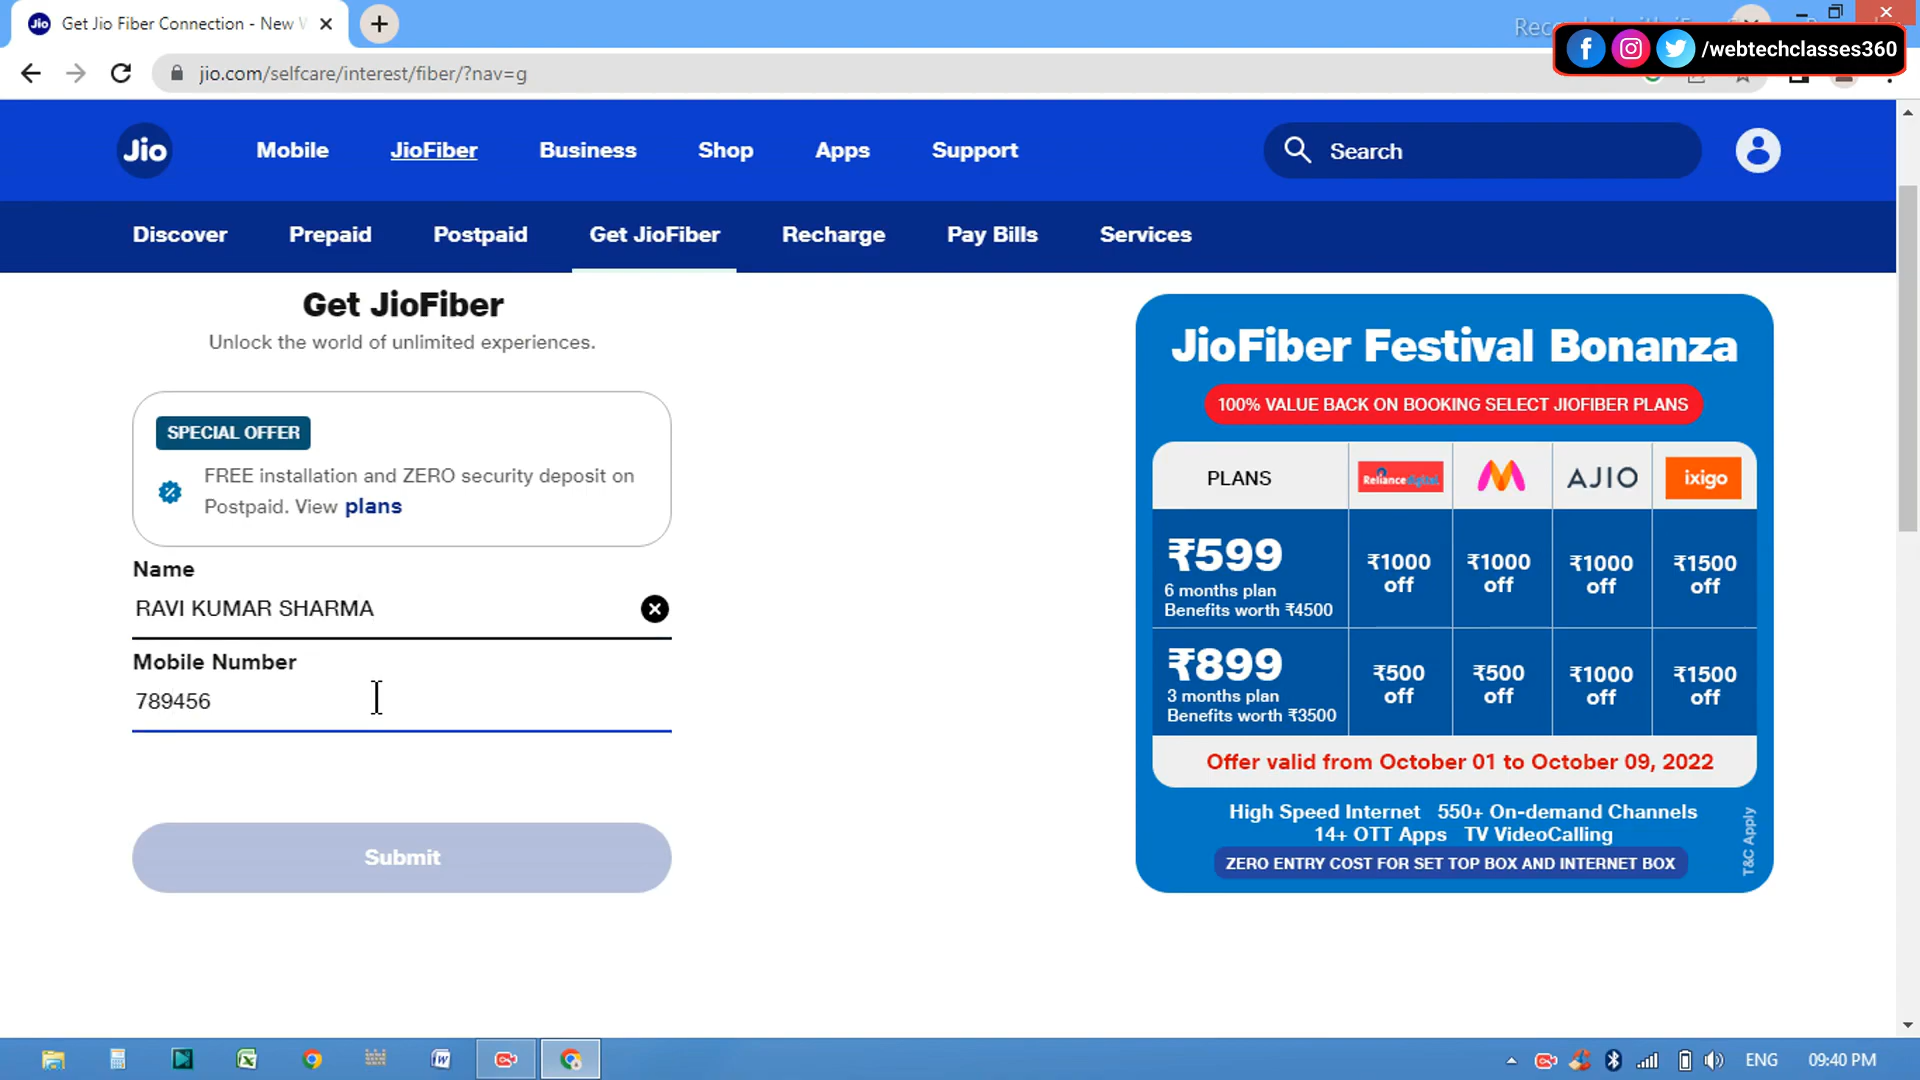 Jio Get Jio Fiber Connection - New
/webtechclasses360
jio.com/selfcare/interest/fiber/?nav=g
Jio Mobile JioFiber Business Shop Apps Support Search
Discover Prepaid Postpaid Get JioFiber Recharge Pay Bills Services
Get JioFiber
Unlock the world of unlimited experiences.
SPECIAL OFFER
FREE installation and ZERO security deposit on
Postpaid. View plans
Name
RAVI KUMAR SHARMA
Mobile Number
789456
Submit
JioFiber Festival Bonanza
100% VALUE BACK ON BOOKING SELECT JIOFIBER PLANS
PLANS Reliance digital AJIO ixigo
₹599
6 months plan
Benefits worth ₹4500
₹1000 off
₹1000 off
₹1000 off
₹1500 off
₹899
3 months plan
Benefits worth ₹3500
₹500 off
₹500 off
₹1000 off
₹1500 off
Offer valid from October 01 to October 09, 2022
High Speed Internet 550+ On-demand Channels
14+ OTT Apps TV VideoCalling
ZERO ENTRY COST FOR SET TOP BOX AND INTERNET BOX
T&C Apply
ENG 09:40 PM